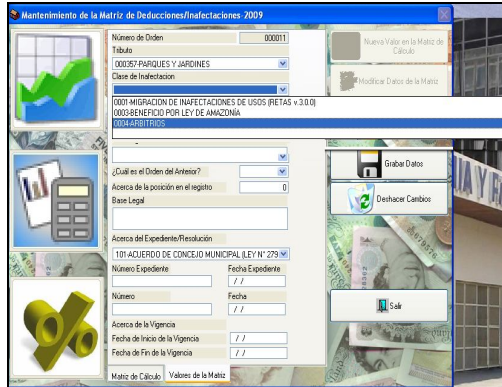 Mantenimiento de la Matriz de Deducciones/Inafectaciones-2009
Número de Orden
000011
Tributo
000357-PARQUES Y JARDINES
Clase de Inafectacion
0001-MIGRACION DE INAFECTACIONES DE USOS (RETAS v.3.0.0)
0003-BENEFICIO POR LEY DE AMAZONÍA
0004-ARBITRIOS
¿Cuál es el Orden del Anterior?
Acerca de la posición en el registro
0
Base Legal
Acerca del Expediente/Resolución
101-ACUERDO DE CONCEJO MUNICIPAL (LEY N° 279
Número Expediente
Fecha Expediente
/ /
Número
Fecha
/ /
Acerca de la Vigencia
Fecha de Inicio de la Vigencia
/ /
Fecha de Fin de la Vigencia
/ /
Matriz de Cálculo
Valores de la Matriz
Nueva Valor en la Matriz de
Cálculo
Modificar Datos de la Matriz
Grabar Datos
Deshacer Cambios
Salir